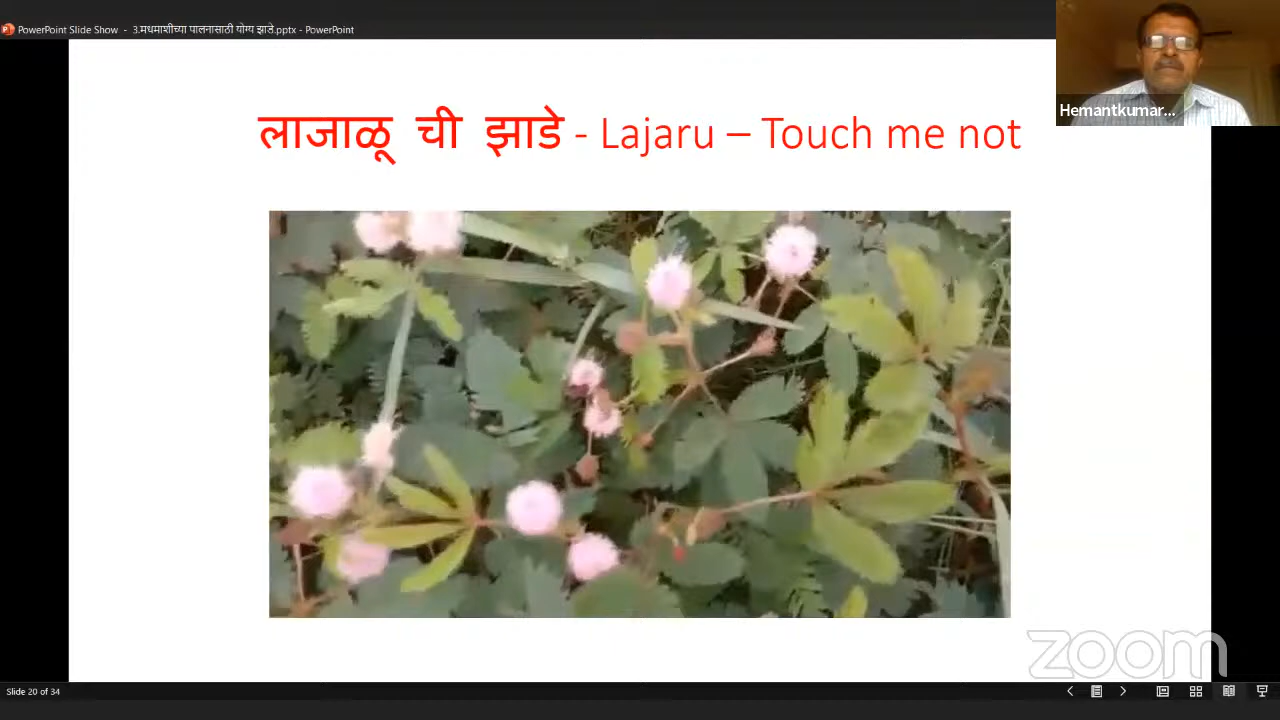 PowerPoint Slide Show - 3.मधमाशीच्या पालनासाठी योग्य झाडे.pptx - PowerPoint
Hemantkumar...
लाजाळू ची झाडे - Lajaru – Touch me not
zoom
Slide 20 of 34